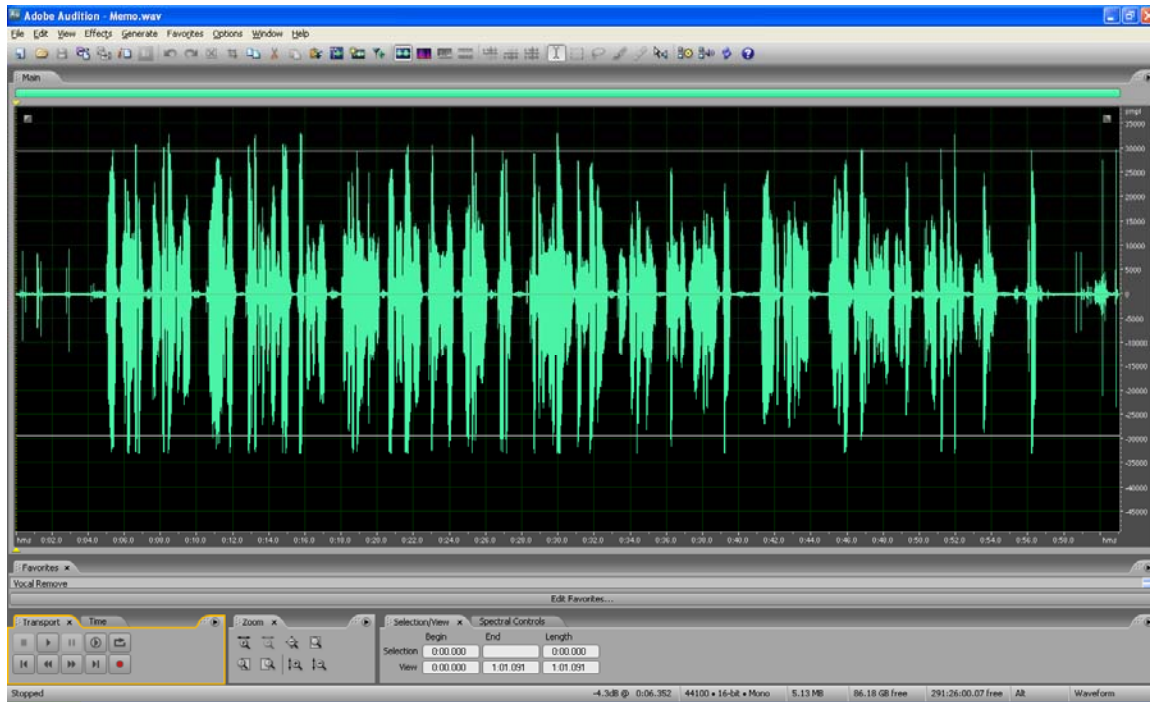 Adobe Audition - Memo.wav
File Edit View Effects Generate Favorites Options Window Help
Main
smpl
35000
30000
25000
20000
15000
10000
5000
0
-5000
-10000
-15000
-20000
-25000
-30000
-35000
-40000
-45000
hms 0:02.0 0:04.0 0:06.0 0:08.0 0:10.0 0:12.0 0:14.0 0:16.0 0:18.0 0:20.0 0:22.0 0:24.0 0:26.0 0:28.0 0:30.0 0:32.0 0:34.0 0:36.0 0:38.0 0:40.0 0:42.0 0:44.0 0:46.0 0:48.0 0:50.0 0:52.0 0:54.0 0:56.0 0:58.0 hms
Favorites x
Vocal Remove
Edit Favorites...
Transport x Time
Zoom x
Selection/View x Spectral Controls
Begin End Length
Selection 0:00.000 0:00.000
View 0:00.000 1:01.091 1:01.091
Stopped -4.3dB @ 0:06.352 44100 • 16-bit • Mono 5.13 MB 86.18 GB free 291:26:00.07 free Alt Waveform